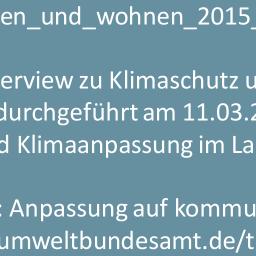 en_und_wohnen_2015_
erview zu Klimaschutz u
durchgeführt am 11.03.2
d Klimaanpassung im La
: Anpassung auf kommu
umweltbundesamt.de/t